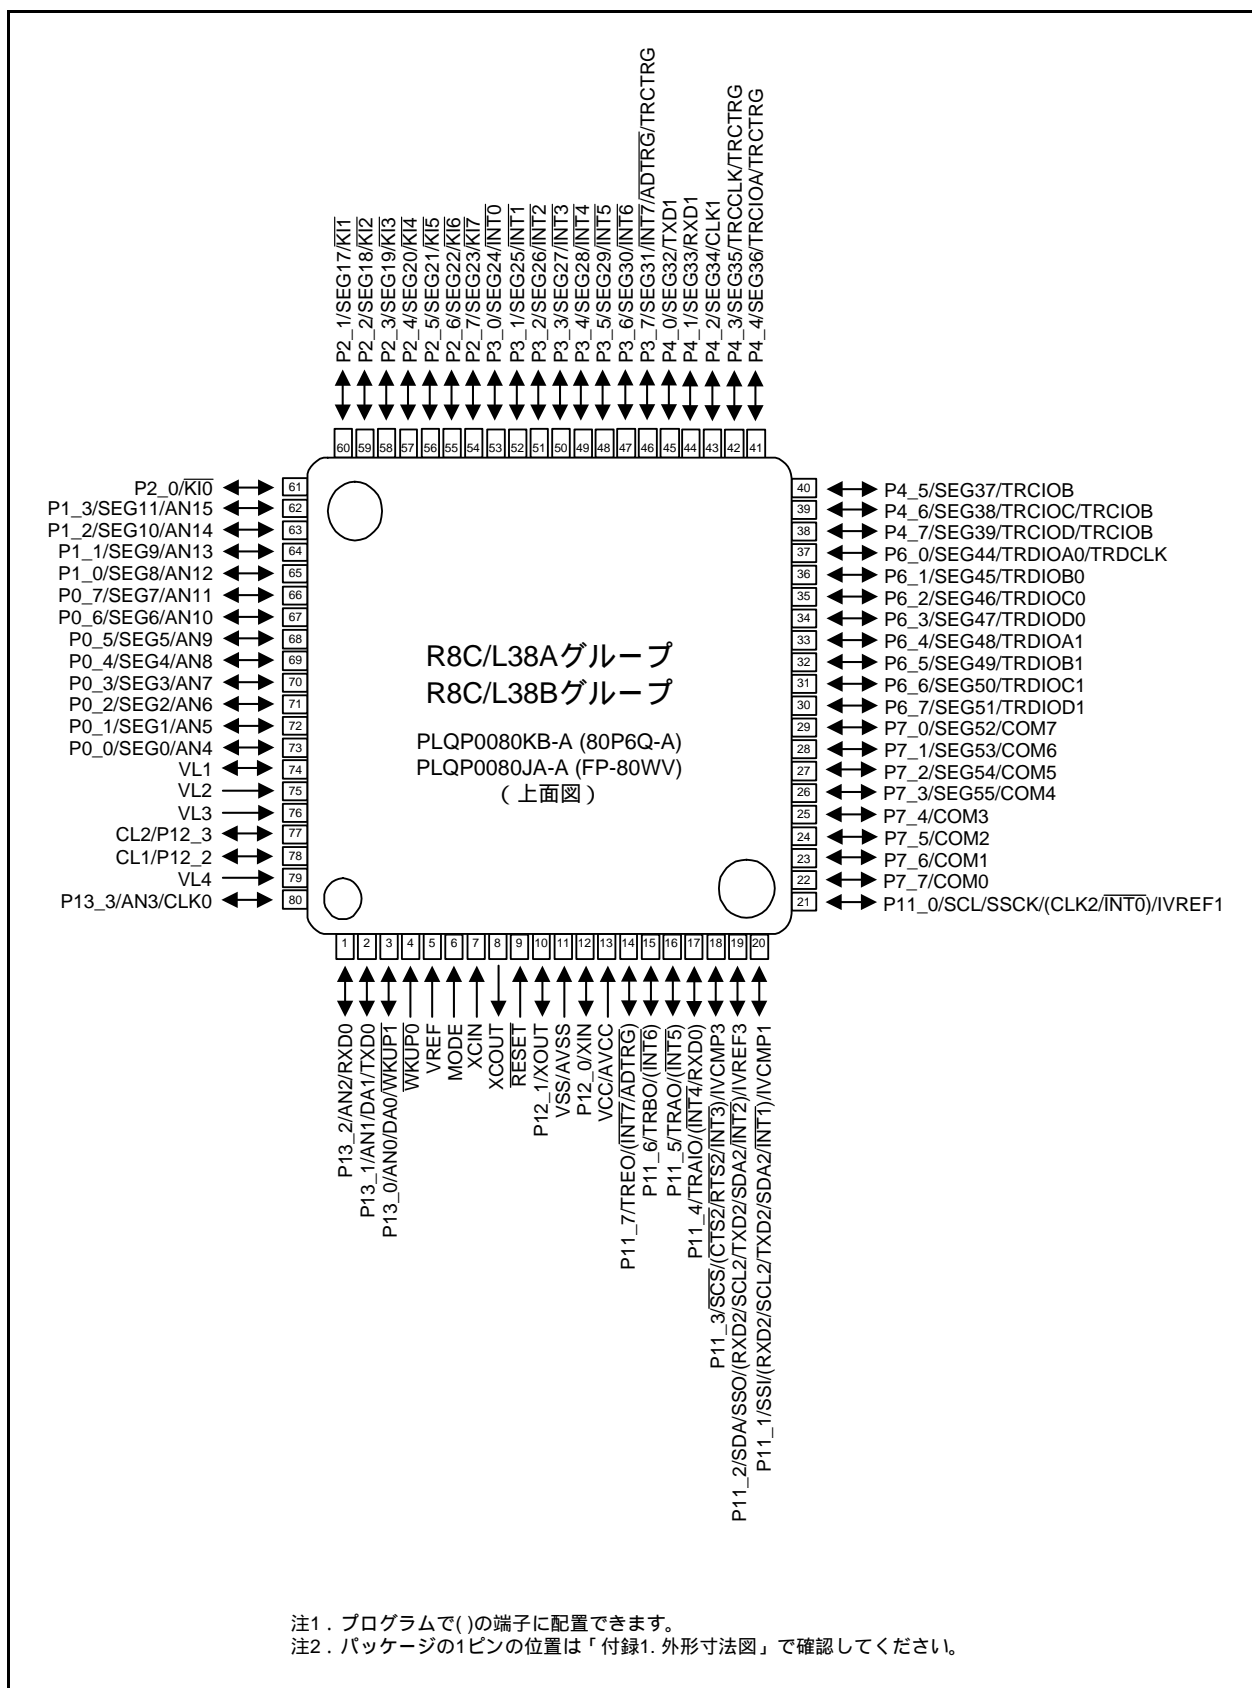 P2_1/SEG17/KI1
P2_2/SEG18/KI2
P2_3/SEG19/KI3
P2_4/SEG20/KI4
P2_5/SEG21/KI5
P2_6/SEG22/KI6
P2_7/SEG23/KI7
P3_0/SEG24/INT0
P3_1/SEG25/INT1
P3_2/SEG26/INT2
P3_3/SEG27/INT3
P3_4/SEG28/INT4
P3_5/SEG29/INT5
P3_6/SEG30/INT6
P3_7/SEG31/INT7/ADTRG/TRCTRG
P4_0/SEG32/TXD1
P4_1/SEG33/RXD1
P4_2/SEG34/CLK1
P4_3/SEG35/TRCCLK/TRCTRG
P4_4/SEG36/TRCIOA/TRCTRG
60 59 58 57 56 55 54 53 52 51 50 49 48 47 46 45 44 43 42 41
P2_0/KI0 61
P1_3/SEG11/AN15 62
P1_2/SEG10/AN14 63
P1_1/SEG9/AN13 64
P1_0/SEG8/AN12 65
P0_7/SEG7/AN11 66
P0_6/SEG6/AN10 67
P0_5/SEG5/AN9 68
P0_4/SEG4/AN8 69
P0_3/SEG3/AN7 70
P0_2/SEG2/AN6 71
P0_1/SEG1/AN5 72
P0_0/SEG0/AN4 73
VL1 74
VL2 75
VL3 76
CL2/P12_3 77
CL1/P12_2 78
VL4 79
P13_3/AN3/CLK0 80
R8C/L38Aグループ
R8C/L38Bグループ
PLQP0080KB-A (80P6Q-A)
PLQP0080JA-A (FP-80WV)
（上面図）
40 P4_5/SEG37/TRCIOB
39 P4_6/SEG38/TRCIOC/TRCIOB
38 P4_7/SEG39/TRCIOD/TRCIOB
37 P6_0/SEG44/TRDIOA0/TRDCLK
36 P6_1/SEG45/TRDIOB0
35 P6_2/SEG46/TRDIOC0
34 P6_3/SEG47/TRDIOD0
33 P6_4/SEG48/TRDIOA1
32 P6_5/SEG49/TRDIOB1
31 P6_6/SEG50/TRDIOC1
30 P6_7/SEG51/TRDIOD1
29 P7_0/SEG52/COM7
28 P7_1/SEG53/COM6
27 P7_2/SEG54/COM5
26 P7_3/SEG55/COM4
25 P7_4/COM3
24 P7_5/COM2
23 P7_6/COM1
22 P7_7/COM0
21 P11_0/SCL/SSCK/(CLK2/INT0)/IVREF1
1 2 3 4 5 6 7 8 9 10 11 12 13 14 15 16 17 18 19 20
P13_2/AN2/RXD0
P13_1/AN1/DA1/TXD0
P13_0/AN0/DA0/WKUP1
WKUP0
VREF
MODE
XCIN
XCOUT
RESET
P12_1/XOUT
VSS/AVSS
P12_0/XIN
VCC/AVCC
P11_7/TREO/(INT7/ADTRG)
P11_6/TRBO/(INT6)
P11_5/TRAO/(INT5)
P11_4/TRAIO/(INT4/RXD0)
P11_3/SCS/(CTS2/RTS2/INT3)/IVCMP3
P11_2/SDA/SSO/(RXD2/SCL2/TXD2/SDA2/INT2)/IVREF3
P11_1/SSI/(RXD2/SCL2/TXD2/SDA2/INT1)/IVCMP1
注1．プログラムで( )の端子に配置できます。
注2．パッケージの1ピンの位置は「付録1. 外形寸法図」で確認してください。